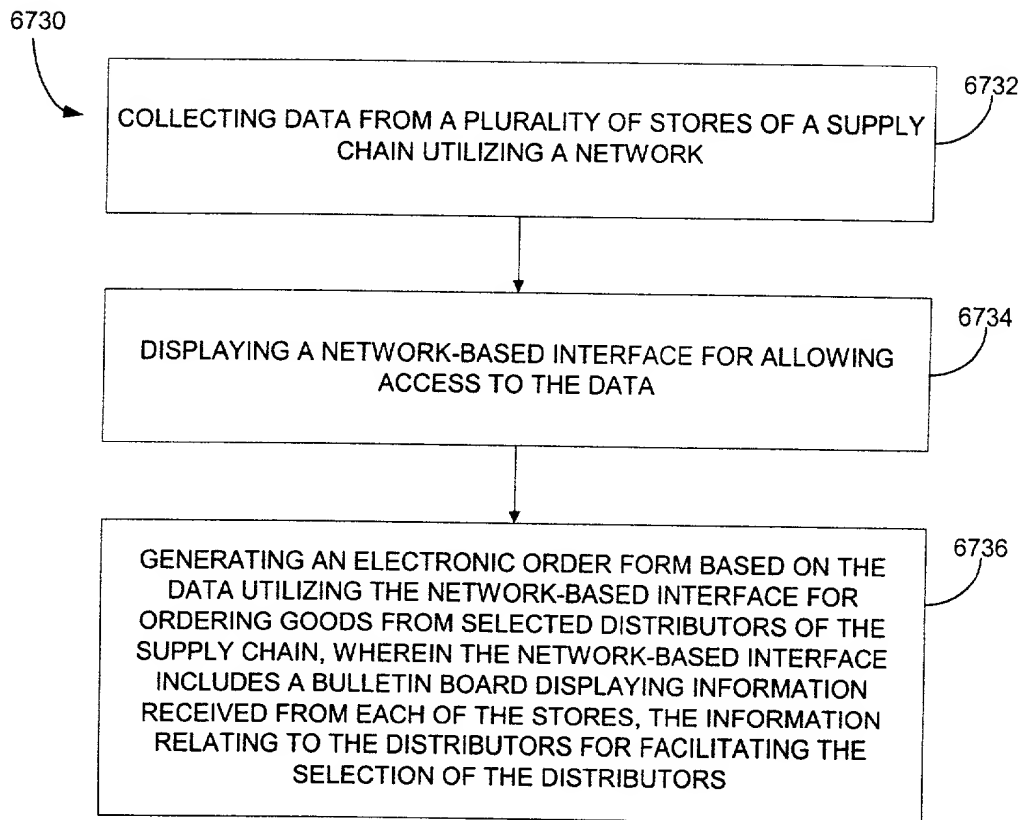 6730
6732
COLLECTING DATA FROM A PLURALITY OF STORES OF A SUPPLY
CHAIN UTILIZING A NETWORK
6734
DISPLAYING A NETWORK-BASED INTERFACE FOR ALLOWING
ACCESS TO THE DATA
6736
GENERATING AN ELECTRONIC ORDER FORM BASED ON THE
DATA UTILIZING THE NETWORK-BASED INTERFACE FOR
ORDERING GOODS FROM SELECTED DISTRIBUTORS OF THE
SUPPLY CHAIN, WHEREIN THE NETWORK-BASED INTERFACE
INCLUDES A BULLETIN BOARD DISPLAYING INFORMATION
RECEIVED FROM EACH OF THE STORES, THE INFORMATION
RELATING TO THE DISTRIBUTORS FOR FACILITATING THE
SELECTION OF THE DISTRIBUTORS